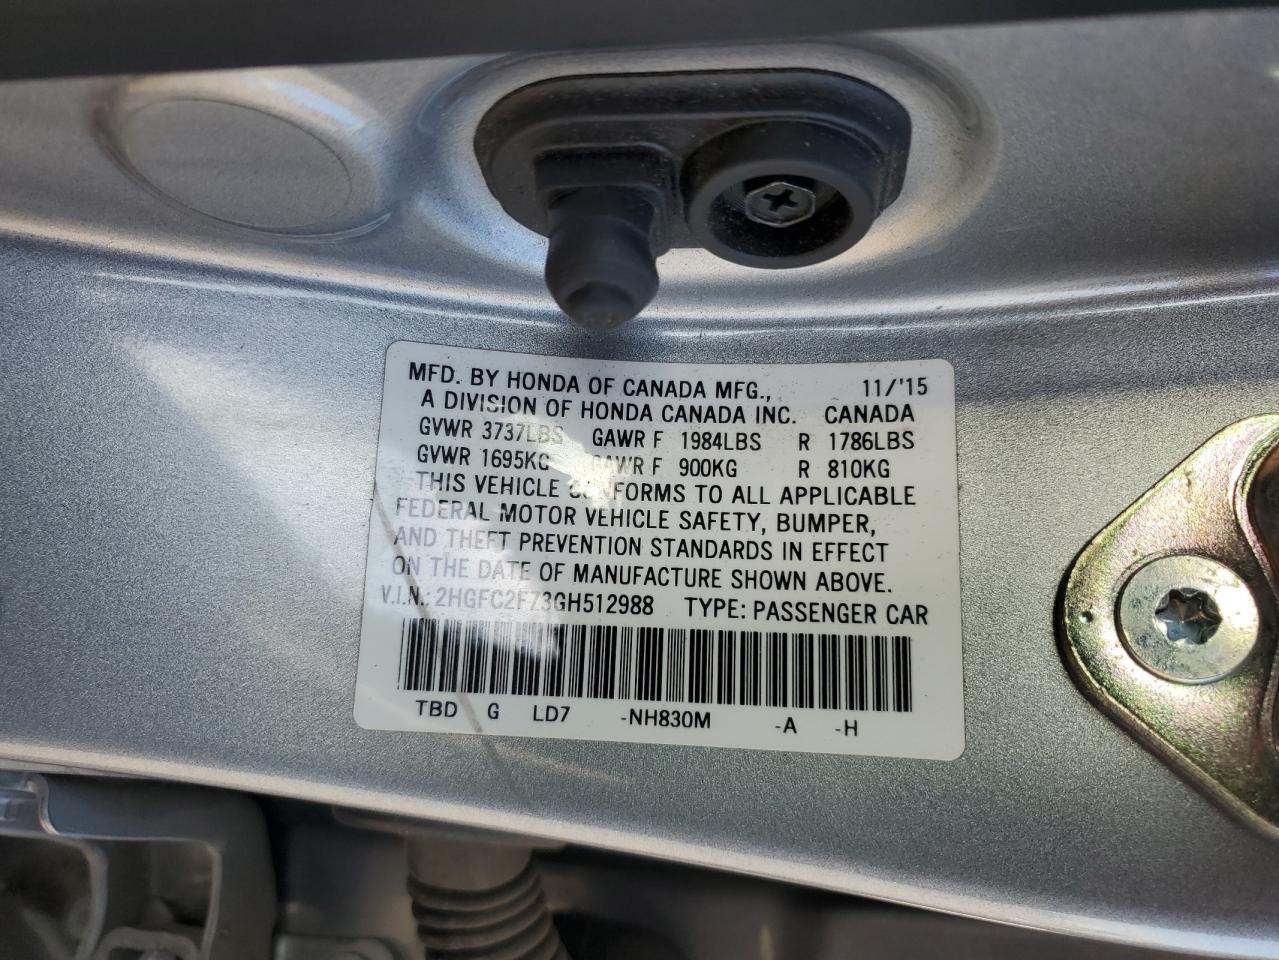 MFD. BY HONDA OF CANADA MFG., 11/'15
A DIVISION OF HONDA CANADA INC. CANADA
GVWR 3737LBS GAWR F 1984LBS R 1786LBS
GVWR 1695KG GAWR F 900KG R 810KG
THIS VEHICLE CONFORMS TO ALL APPLICABLE
FEDERAL MOTOR VEHICLE SAFETY, BUMPER,
AND THEFT PREVENTION STANDARDS IN EFFECT
ON THE DATE OF MANUFACTURE SHOWN ABOVE.
V.I.N.: 2HGFC2F73GH512988 TYPE: PASSENGER CAR
TBD G LD7 -NH830M -A -H